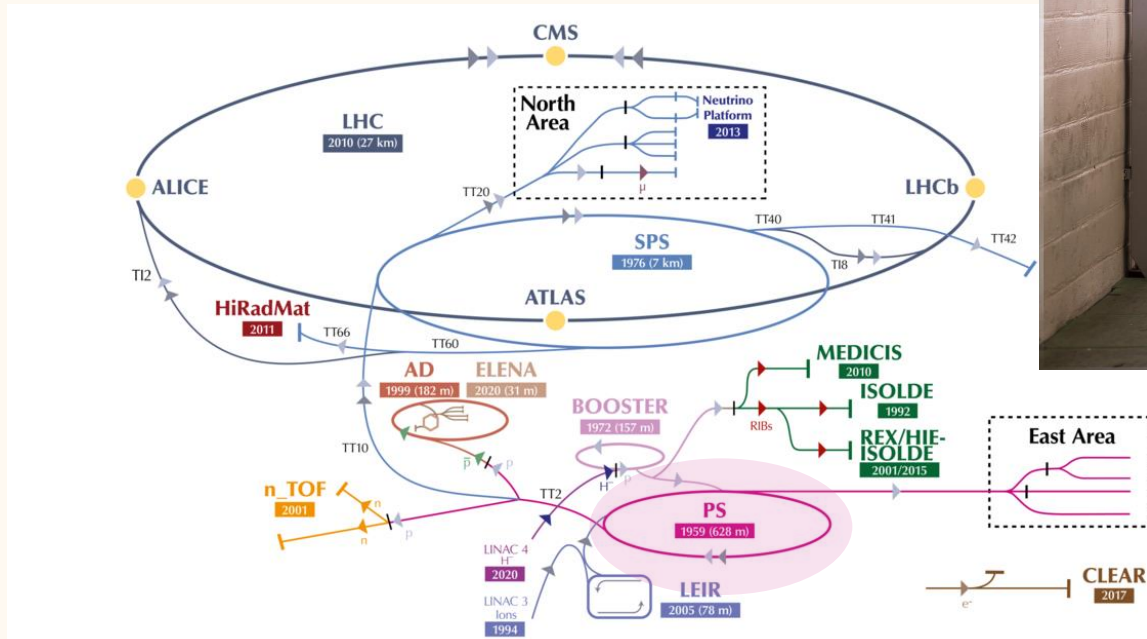 CMS
North
Area
Neutrino
Platform
2013
LHC
2010 (27 km)
μ
ALICE
LHCb
TT20
TT40
TT41
TT42
SPS
1976 (7 km)
TI8
TI2
ATLAS
HiRadMat
2011
TT66
TT60
AD
1999 (182 m)
ELENA
2020 (31 m)
MEDICIS
2010
BOOSTER
1972 (157 m)
ISOLDE
1992
RIBs
REX/HIE-
ISOLDE
2001/2015
East Area
TT10
p̄
p
TT2
H⁻
p
n_TOF
2001
n
n
p
PS
1959 (628 m)
LINAC 4
H⁻
2020
LINAC 3
Ions
1994
LEIR
2005 (78 m)
CLEAR
2017
e⁻